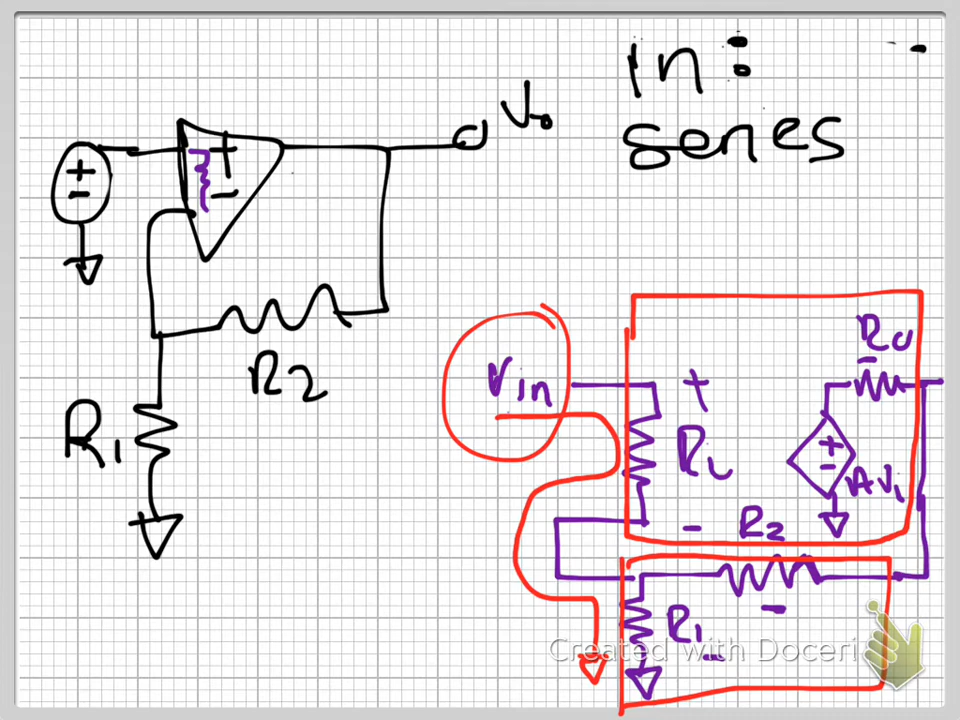 in:
series
Vo
+
-
+
-
R2
R1
Vin
+
Ri
-
Ro
+
-
AVi
R2
R1
Created with Doceri